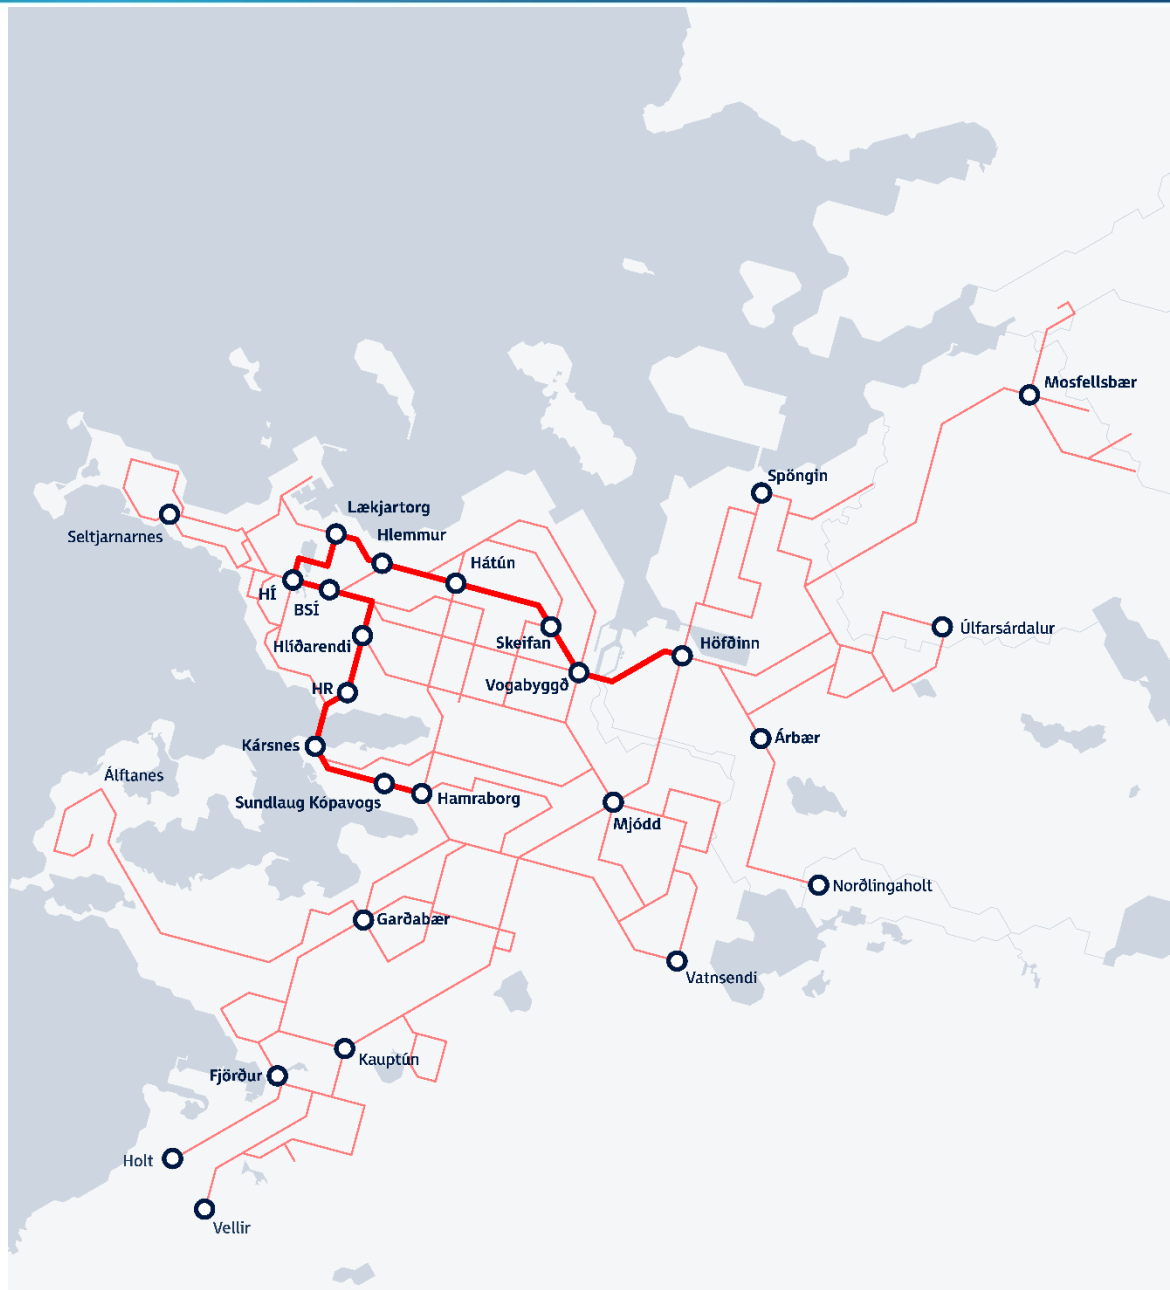 Mosfellsbær
Spöngin
Lækjartorg
Seltjarnarnes
Hlemmur
Hátún
HÍ
BSÍ
Úlfarsárdalur
Skeifan
Höfðinn
Hlíðarendi
Vogabyggð
HR
Árbær
Kársnes
Álftanes
Sundlaug Kópavogs
Hamraborg
Mjódd
Norðlingaholt
Garðabær
Vatnsendi
Kauptún
Fjörður
Holt
Vellir